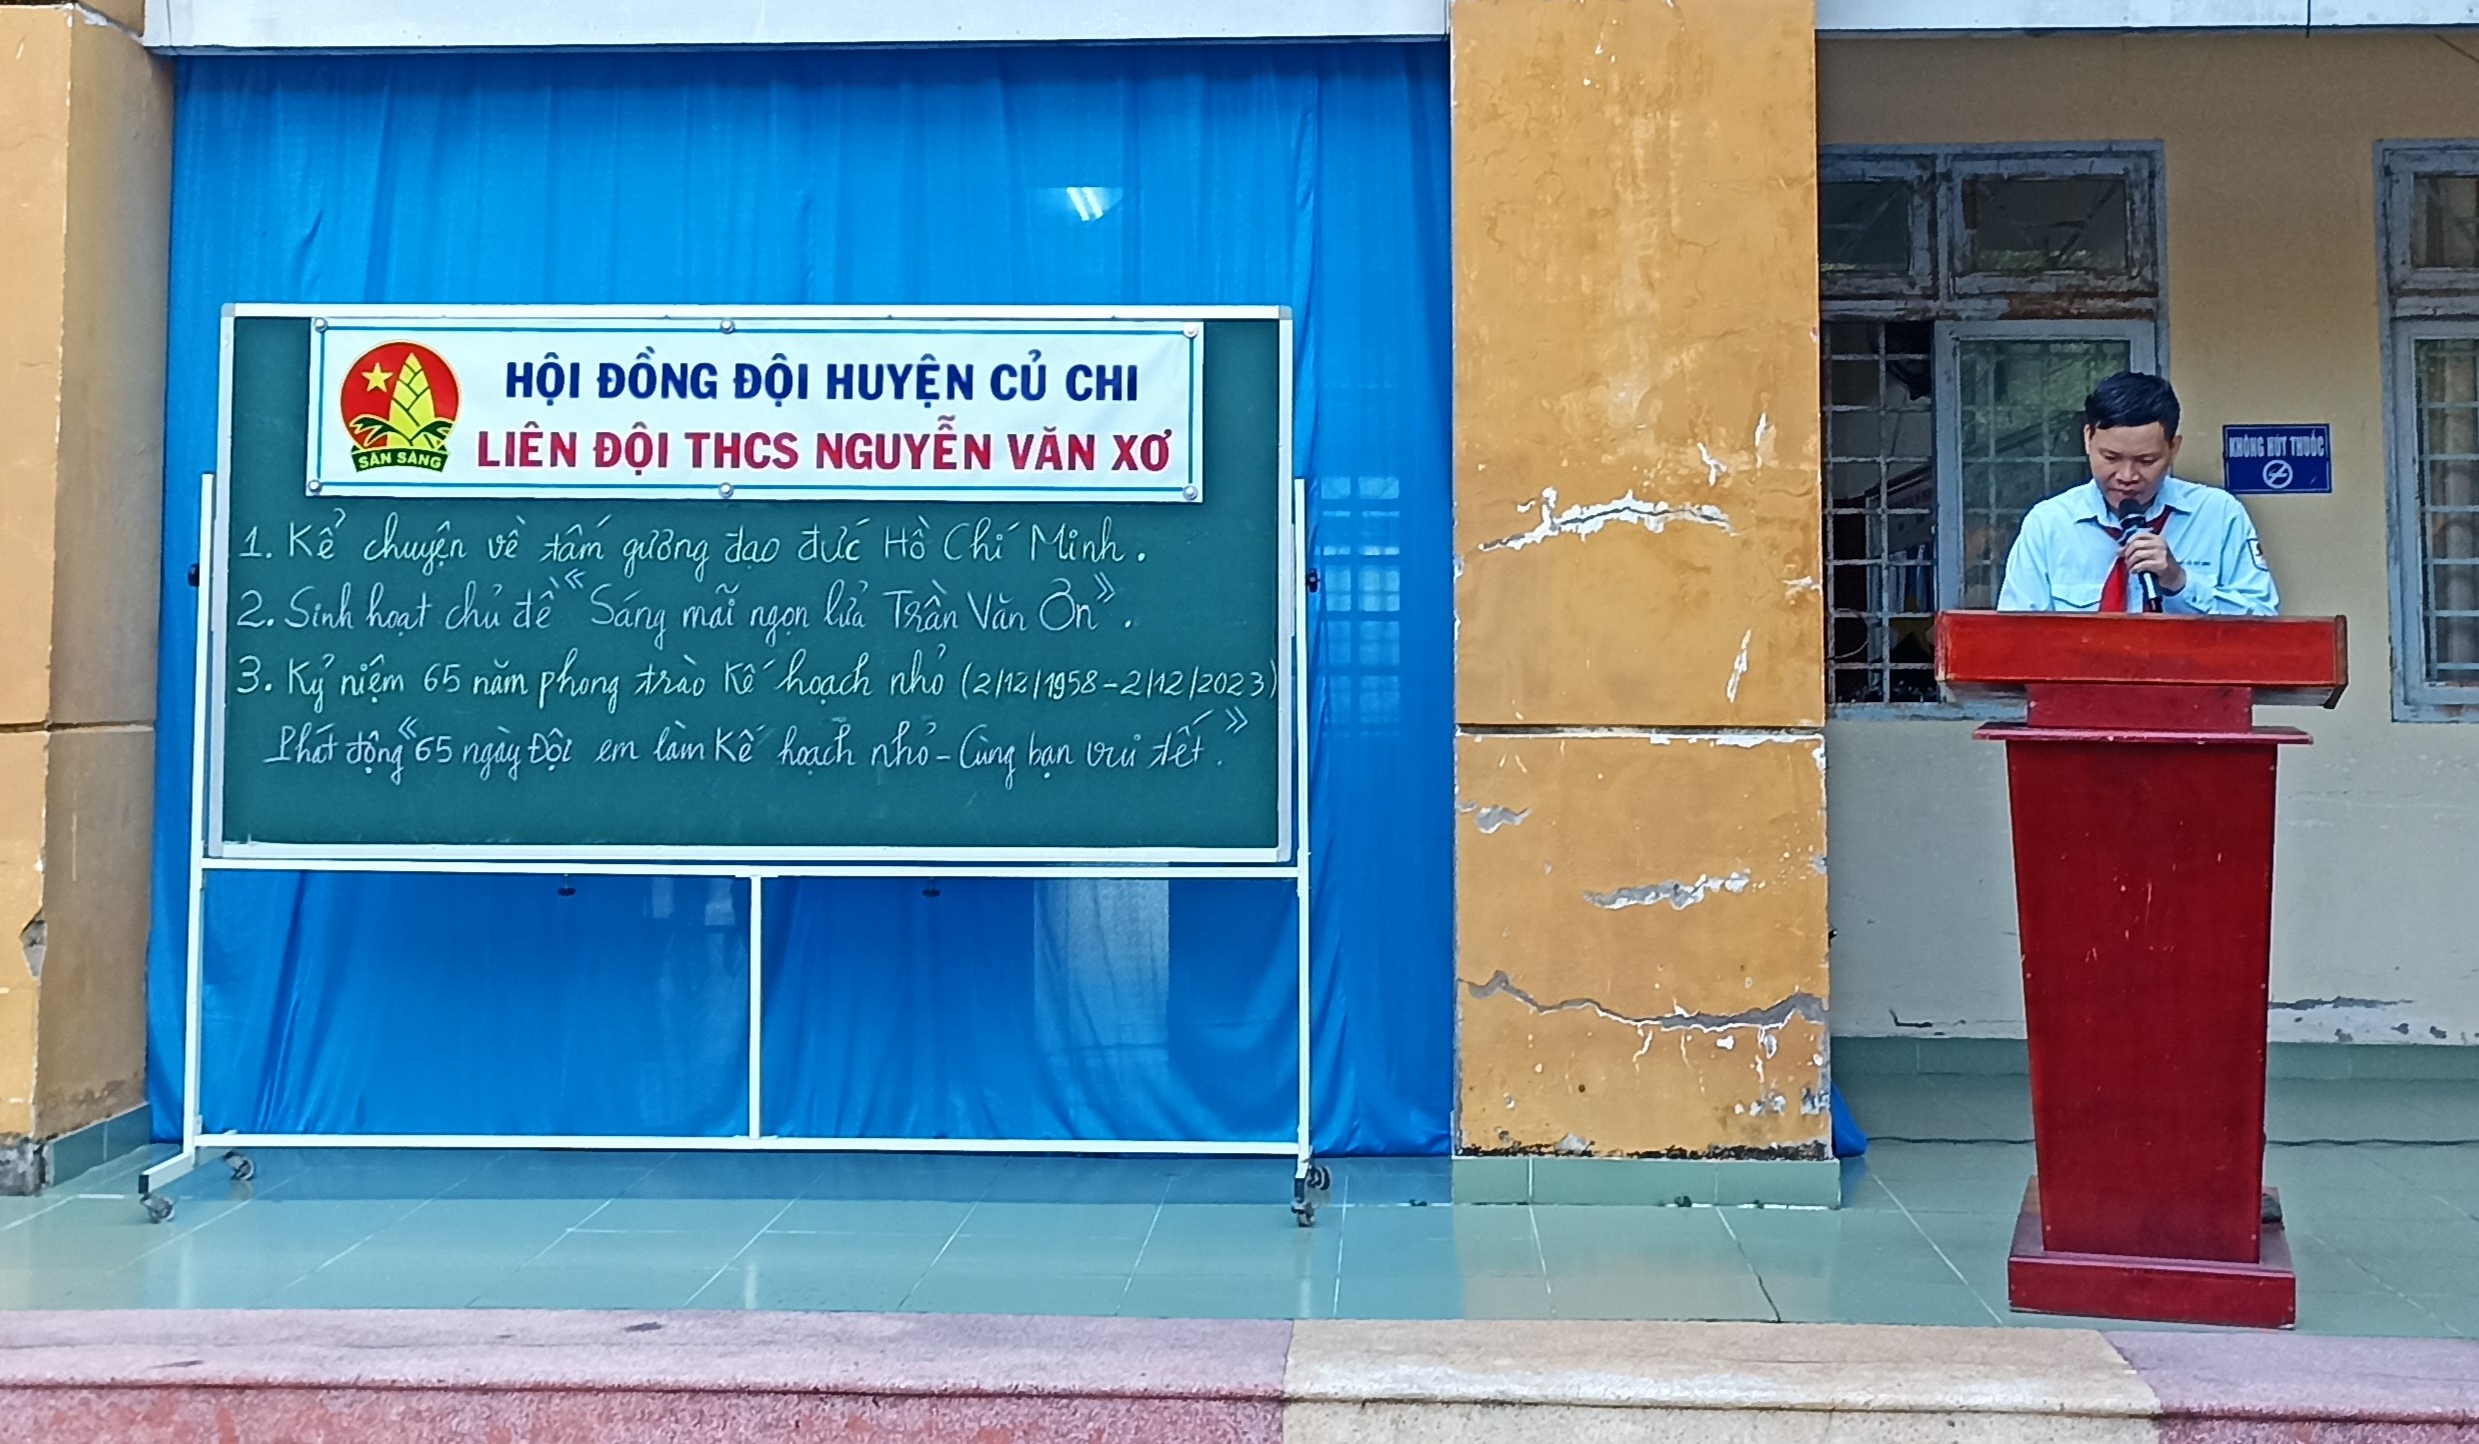 HỘI ĐỒNG ĐỘI HUYỆN CỦ CHI
LIÊN ĐỘI THCS NGUYỄN VĂN XƠ
SẴN SÀNG
1. Kể chuyện về tấm gương đạo đức Hồ Chí Minh.
2. Sinh hoạt chủ đề "Sáng mãi ngọn lửa Trần Văn Ơn".
3. Kỷ niệm 65 năm phong trào Kế hoạch nhỏ (2/12/1958-2/12/2023)
Phát động "65 ngày Đội em làm Kế hoạch nhỏ - Cùng bạn vui tết."
KHÔNG HÚT THUỐC